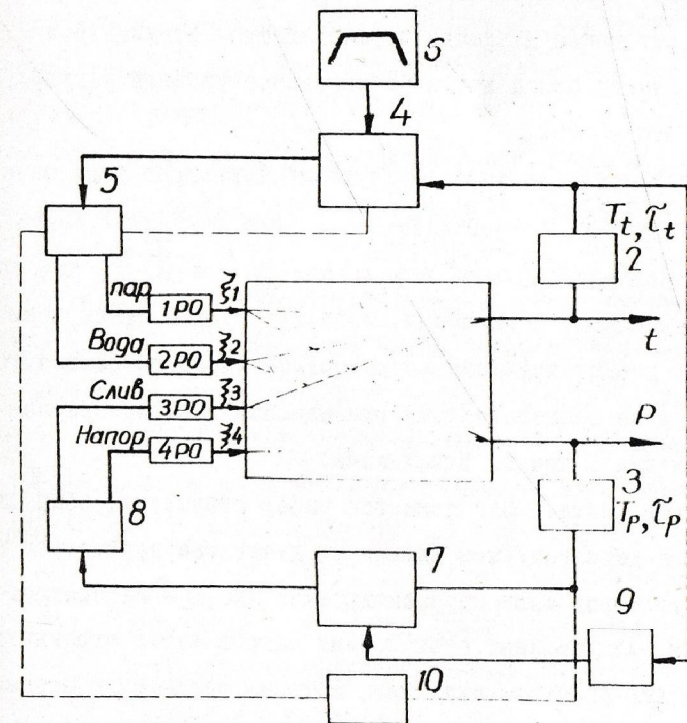 6
4
5
T_t, τ_t
2
пар
1РО
ξ1
Вода
2РО
ξ2
t
Слив
3РО
ξ3
Напор
4РО
ξ4
P
3
T_p, τ_p
8
7
9
10